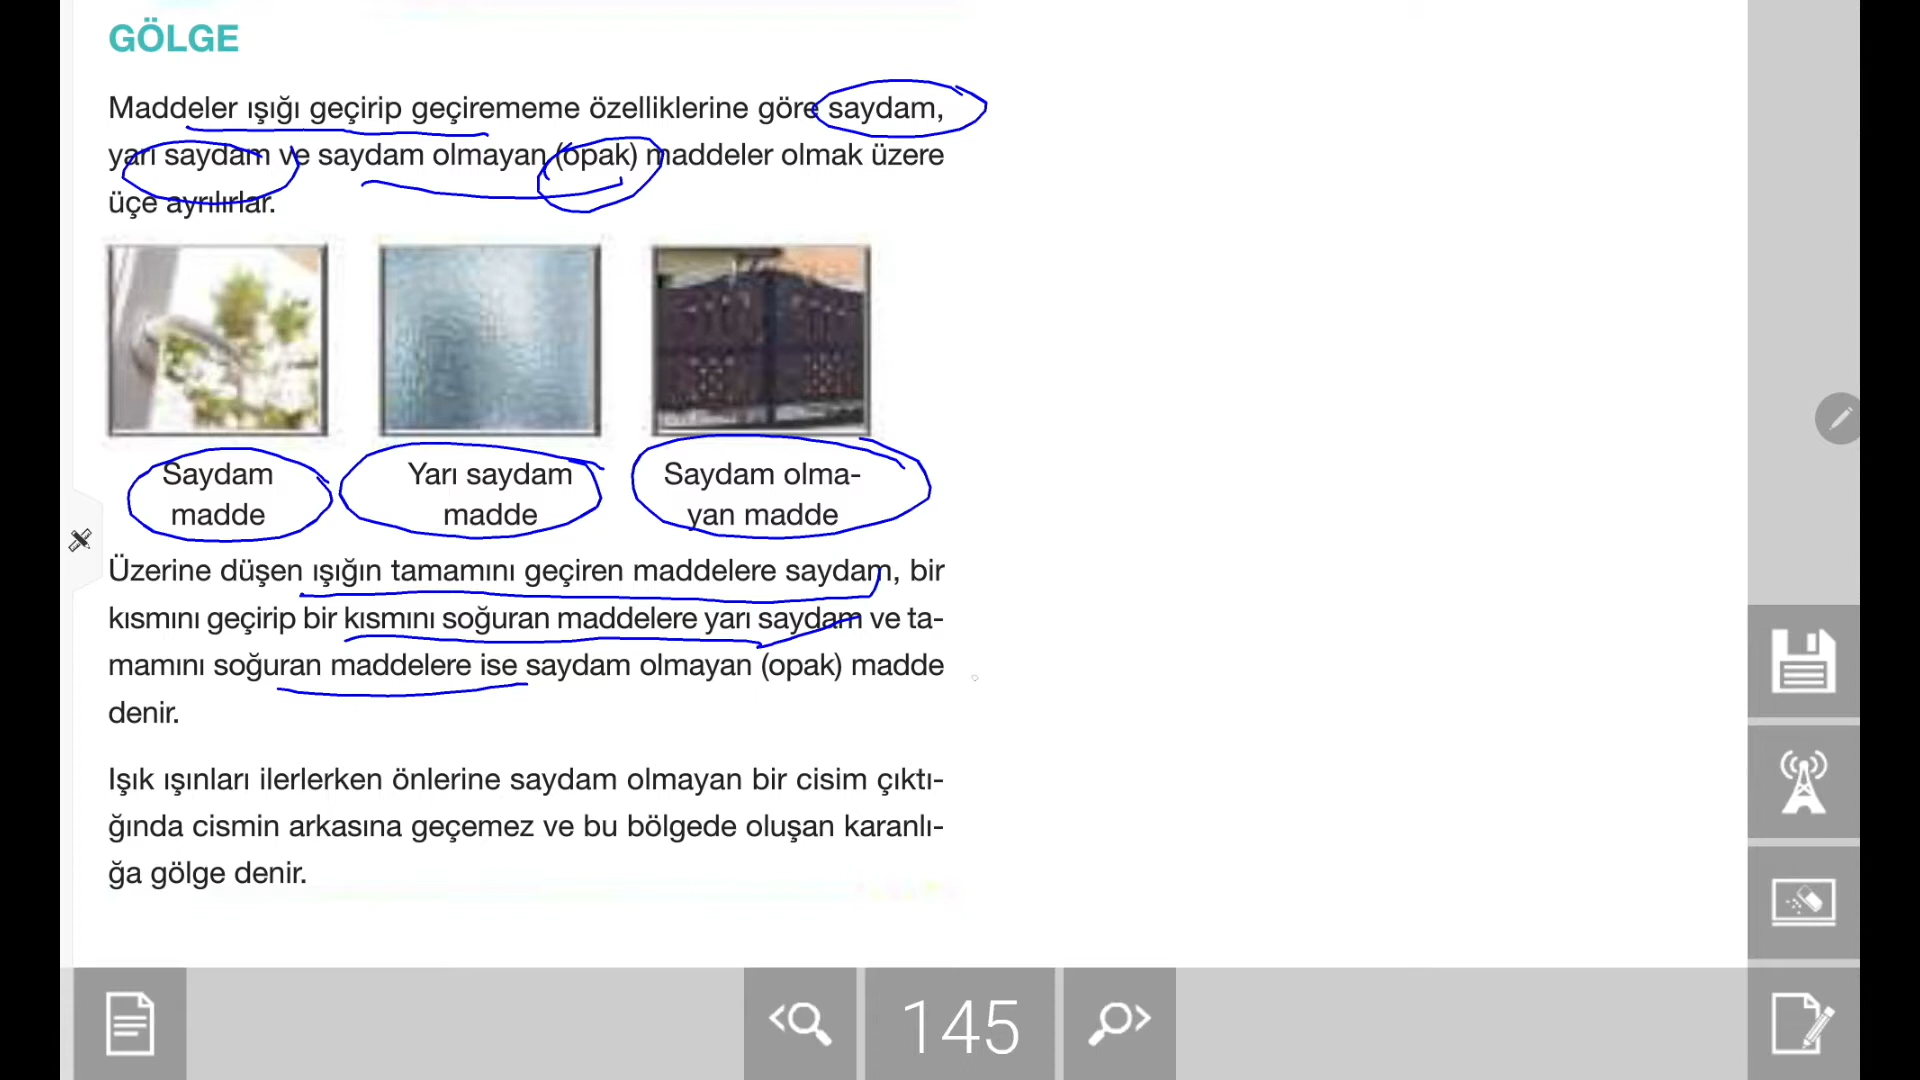 GÖLGE
Maddeler ışığı geçirip geçirememe özelliklerine göre saydam,
yarı saydam ve saydam olmayan (opak) maddeler olmak üzere
üçe ayrılırlar.
Saydam
madde
Yarı saydam
madde
Saydam olma-
yan madde
Üzerine düşen ışığın tamamını geçiren maddelere saydam, bir
kısmını geçirip bir kısmını soğuran maddelere yarı saydam ve ta-
mamını soğuran maddelere ise saydam olmayan (opak) madde
denir.
Işık ışınları ilerlerken önlerine saydam olmayan bir cisim çıktı-
ğında cismin arkasına geçemez ve bu bölgede oluşan karanlı-
ğa gölge denir.
145